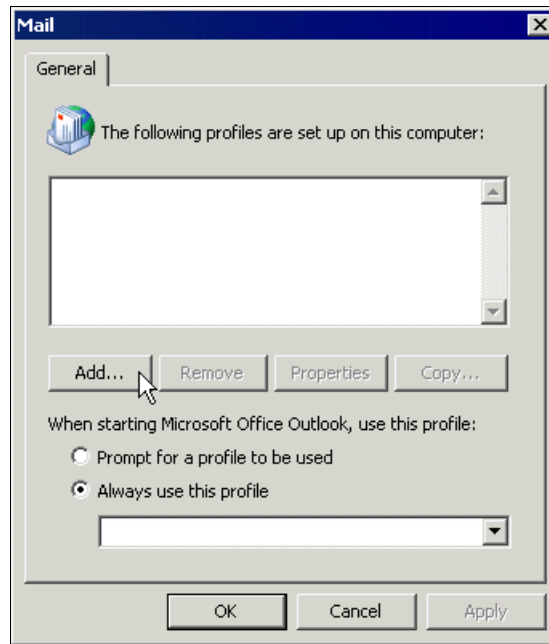 Mail
General
The following profiles are set up on this computer:
Add... Remove Properties Copy...
When starting Microsoft Office Outlook, use this profile:
Prompt for a profile to be used
Always use this profile
OK Cancel Apply